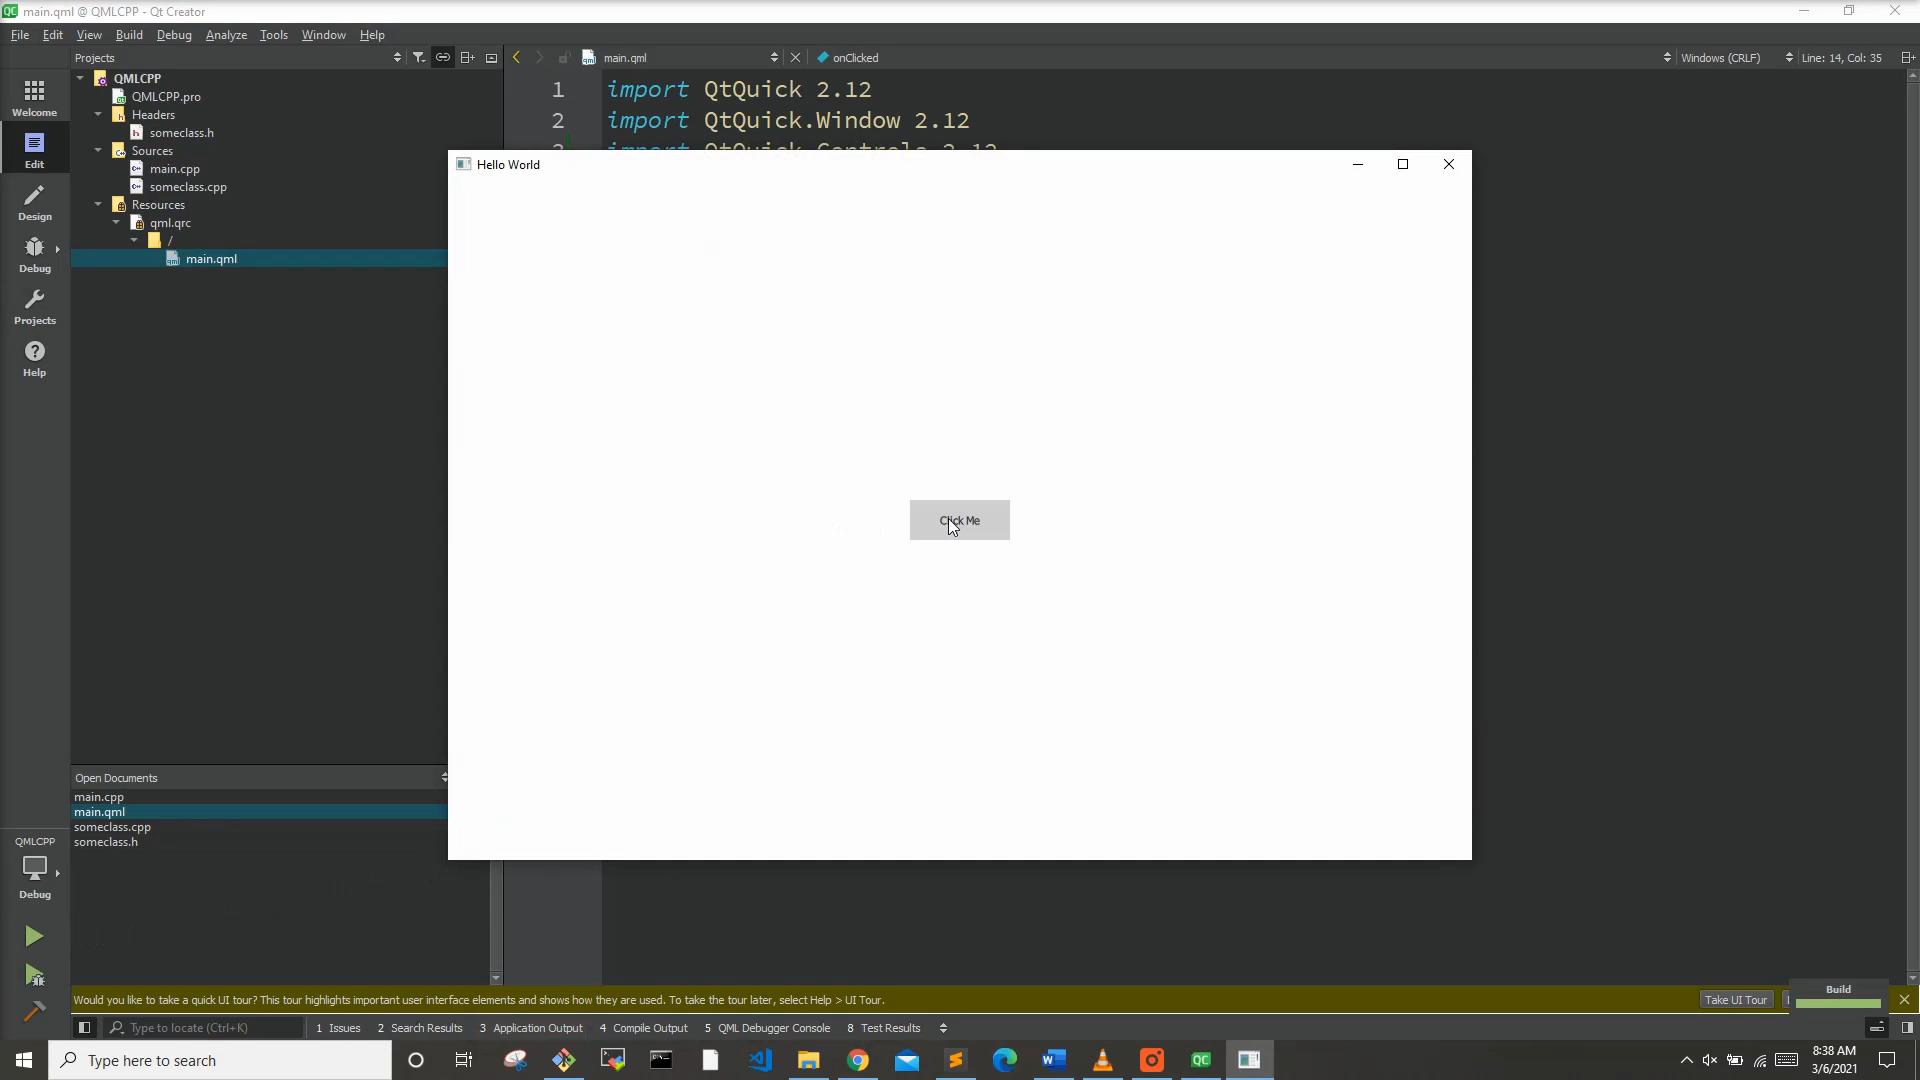 main.qml @ QMLCPP - Qt Creator
File Edit View Build Debug Analyze Tools Window Help
Projects
main.qml
onClicked
Windows (CRLF)
Line: 14, Col: 35
Welcome
Edit
Design
Debug
Projects
Help
QMLCPP
QMLCPP.pro
Headers
someclass.h
Sources
main.cpp
someclass.cpp
Resources
qml.qrc
/
main.qml
1 import QtQuick 2.12
2 import QtQuick.Window 2.12
Hello World
Click Me
Open Documents
main.cpp
main.qml
someclass.cpp
someclass.h
QMLCPP
Debug
Would you like to take a quick UI tour? This tour highlights important user interface elements and shows how they are used. To take the tour later, select Help > UI Tour.
Take UI Tour
Build
Type to locate (Ctrl+K)
1 Issues
2 Search Results
3 Application Output
4 Compile Output
5 QML Debugger Console
8 Test Results
Type here to search
8:38 AM
3/6/2021